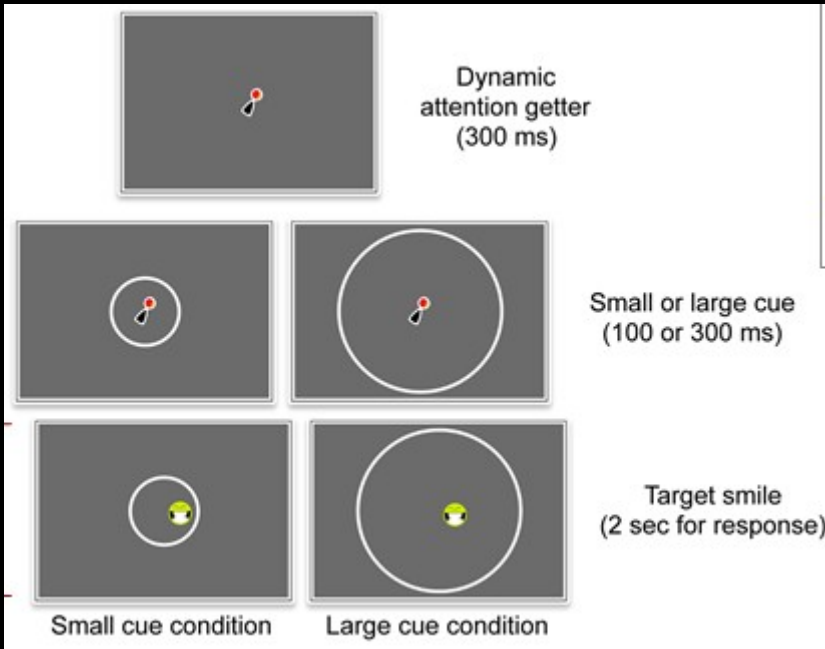 Dynamic
attention getter
(300 ms)
Small or large cue
(100 or 300 ms)
Target smile
(2 sec for response)
Small cue condition
Large cue condition